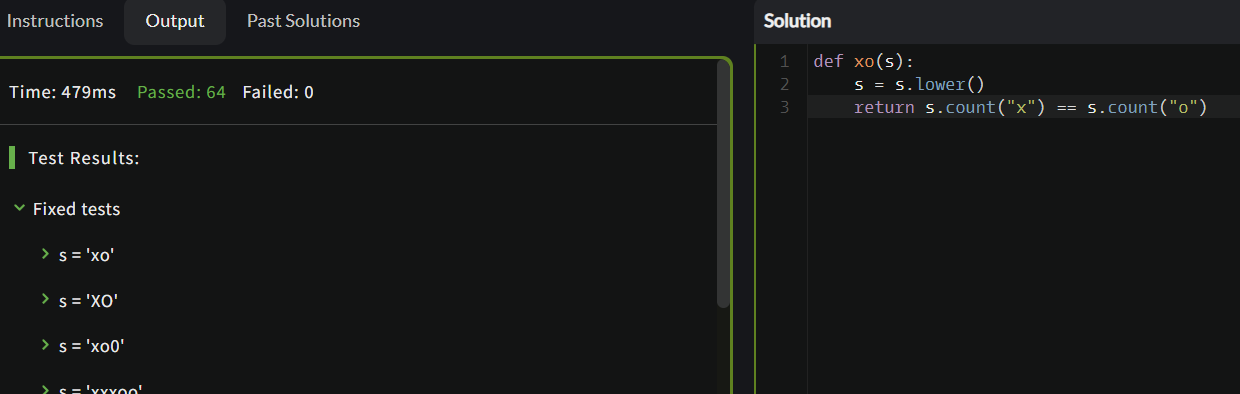 Instructions Output Past Solutions
Time: 479ms Passed: 64 Failed: 0
Test Results:
Fixed tests
s = 'xo'
s = 'XO'
s = 'xo0'
s = 'xxxoo'
Solution
1 def xo(s):
2     s = s.lower()
3     return s.count("x") == s.count("o")